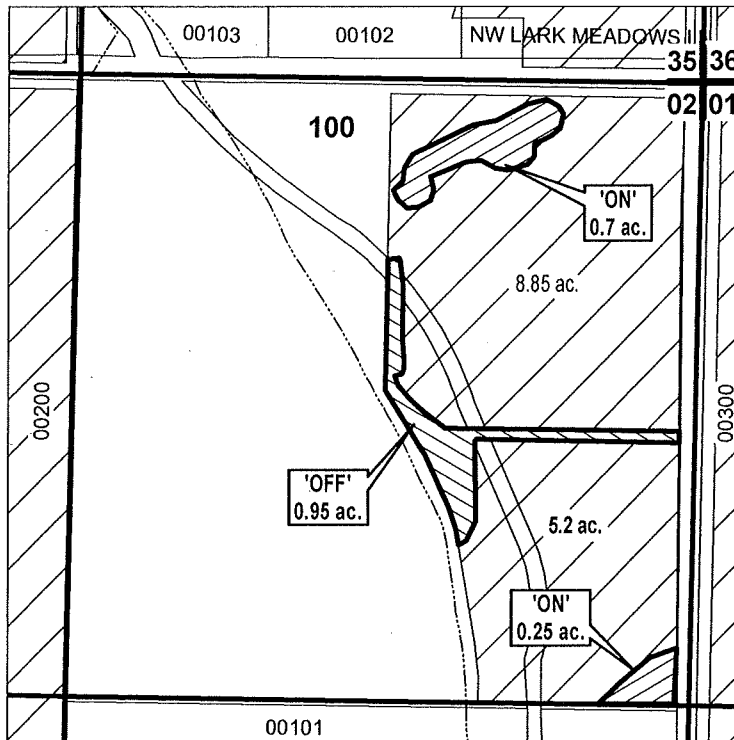 00103
00102
NW LARK MEADOWS
35 36
02 01
100
'ON'
0.7 ac.
8.85 ac.
00200
00300
'OFF'
0.95 ac.
5.2 ac.
'ON'
0.25 ac.
00101